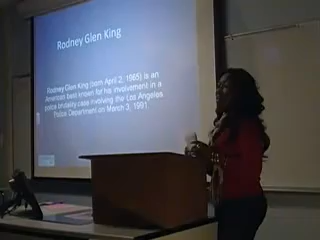 Rodney Glen King
Rodney Glen King (born April 2, 1965) is an
American best known for his involvement in a
police brutality case involving the Los Angeles
Police Department on March 3, 1991.